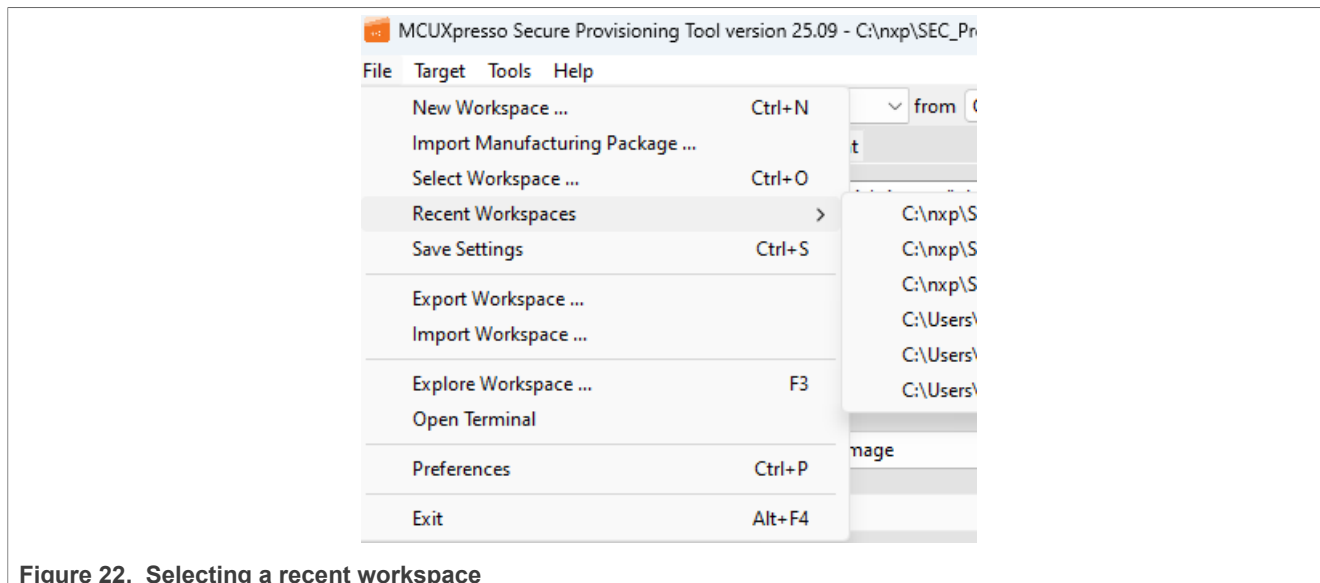 MCUXpresso Secure Provisioning Tool version 25.09 - C:\nxp\SEC_Pr
File Target Tools Help
New Workspace ... Ctrl+N
from
Import Manufacturing Package ...
t
Select Workspace ... Ctrl+O
Recent Workspaces >
C:\nxp\S
Save Settings Ctrl+S
C:\nxp\S
C:\nxp\S
Export Workspace ...
C:\Users\
Import Workspace ...
C:\Users\
Explore Workspace ... F3
C:\Users\
Open Terminal
mage
Preferences Ctrl+P
Exit Alt+F4
Figure 22. Selecting a recent workspace